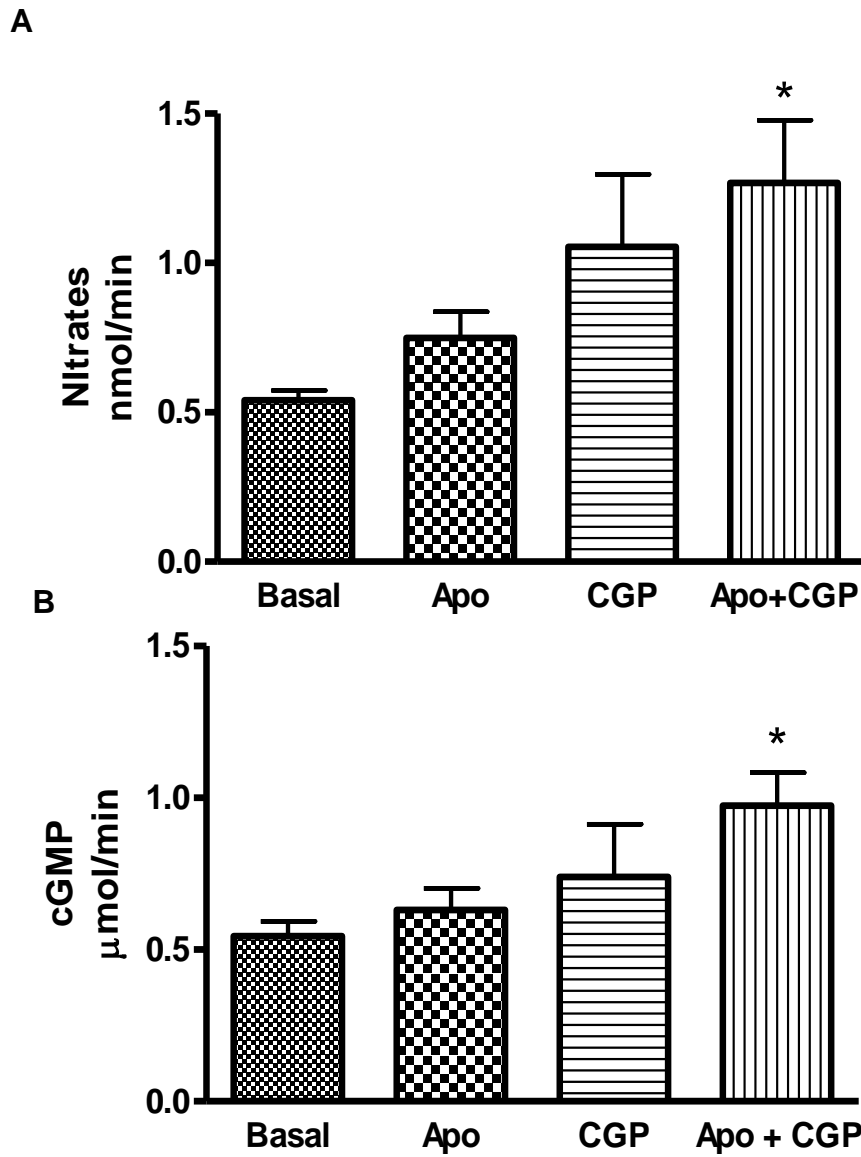 A
*
1.5
1.0
0.5
0.0
NItrates
nmol/min
Basal Apo CGP Apo+CGP
B
*
1.5
1.0
0.5
0.0
cGMP
μmol/min
Basal Apo CGP Apo + CGP